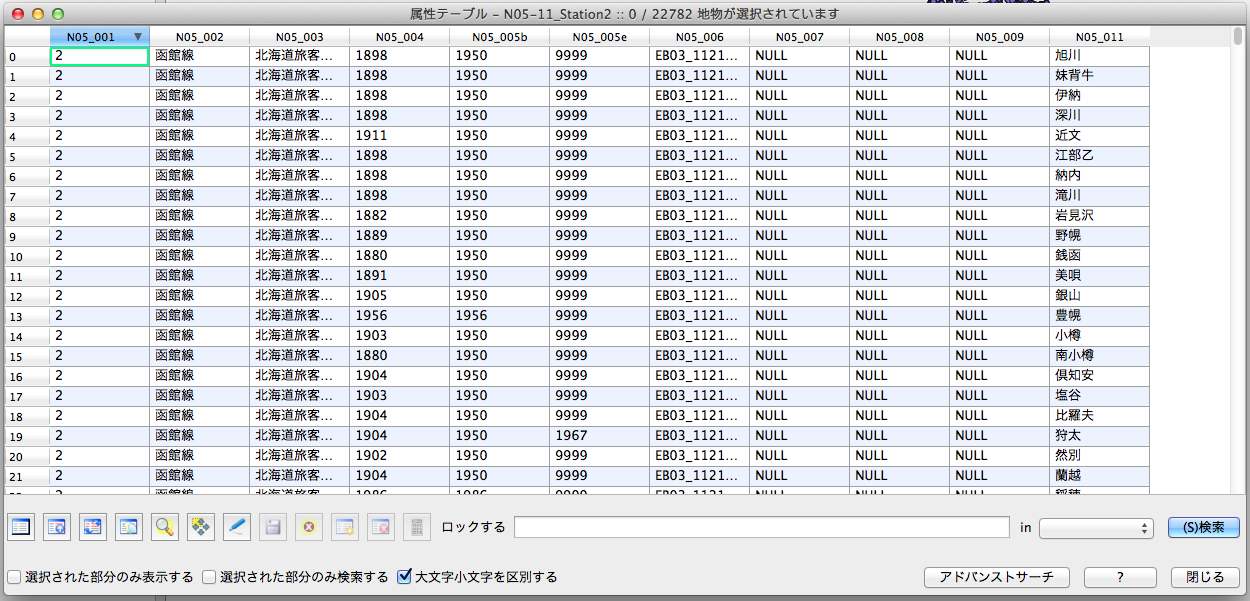 属性テーブル – N05-11_Station2 :: 0 / 22782 地物が選択されています
N05_001 N05_002 N05_003 N05_004 N05_005b N05_005e N05_006 N05_007 N05_008 N05_009 N05_011
0 2 函館線 北海道旅客... 1898 1950 9999 EB03_1121... NULL NULL NULL 旭川
1 2 函館線 北海道旅客... 1898 1950 9999 EB03_1121... NULL NULL NULL 妹背牛
2 2 函館線 北海道旅客... 1898 1950 9999 EB03_1121... NULL NULL NULL 伊納
3 2 函館線 北海道旅客... 1898 1950 9999 EB03_1121... NULL NULL NULL 深川
4 2 函館線 北海道旅客... 1911 1950 9999 EB03_1121... NULL NULL NULL 近文
5 2 函館線 北海道旅客... 1898 1950 9999 EB03_1121... NULL NULL NULL 江部乙
6 2 函館線 北海道旅客... 1898 1950 9999 EB03_1121... NULL NULL NULL 納内
7 2 函館線 北海道旅客... 1898 1950 9999 EB03_1121... NULL NULL NULL 滝川
8 2 函館線 北海道旅客... 1882 1950 9999 EB03_1121... NULL NULL NULL 岩見沢
9 2 函館線 北海道旅客... 1889 1950 9999 EB03_1121... NULL NULL NULL 野幌
10 2 函館線 北海道旅客... 1880 1950 9999 EB03_1121... NULL NULL NULL 銭函
11 2 函館線 北海道旅客... 1891 1950 9999 EB03_1121... NULL NULL NULL 美唄
12 2 函館線 北海道旅客... 1905 1950 9999 EB03_1121... NULL NULL NULL 銀山
13 2 函館線 北海道旅客... 1956 1956 9999 EB03_1121... NULL NULL NULL 豊幌
14 2 函館線 北海道旅客... 1903 1950 9999 EB03_1121... NULL NULL NULL 小樽
15 2 函館線 北海道旅客... 1880 1950 9999 EB03_1121... NULL NULL NULL 南小樽
16 2 函館線 北海道旅客... 1904 1950 9999 EB03_1121... NULL NULL NULL 倶知安
17 2 函館線 北海道旅客... 1903 1950 9999 EB03_1121... NULL NULL NULL 塩谷
18 2 函館線 北海道旅客... 1904 1950 9999 EB03_1121... NULL NULL NULL 比羅夫
19 2 函館線 北海道旅客... 1904 1950 1967 EB03_1121... NULL NULL NULL 狩太
20 2 函館線 北海道旅客... 1902 1950 9999 EB03_1121... NULL NULL NULL 然別
21 2 函館線 北海道旅客... 1904 1950 9999 EB03_1121... NULL NULL NULL 蘭越
ロックする in (S)検索
選択された部分のみ表示する 選択された部分のみ検索する 大文字小文字を区別する アドバンストサーチ ? 閉じる